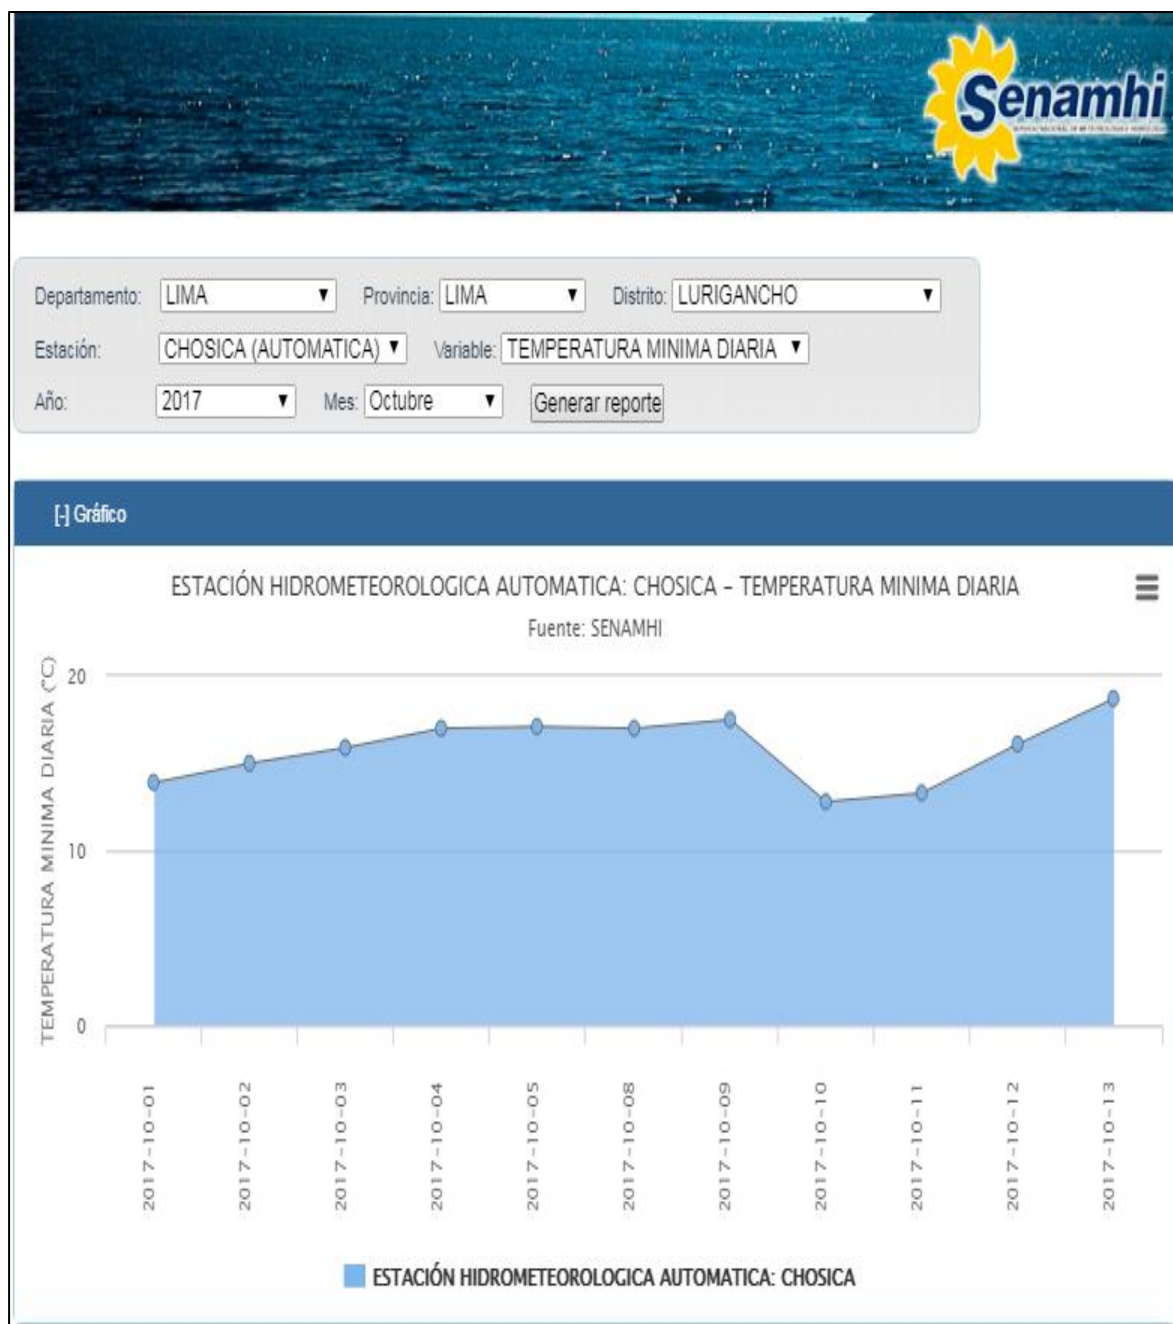 Senamhi
Departamento: LIMA Provincia: LIMA Distrito: LURIGANCHO
Estación: CHOSICA (AUTOMATICA) Variable: TEMPERATURA MINIMA DIARIA
Año: 2017 Mes: Octubre Generar reporte
[-] Gráfico
ESTACIÓN HIDROMETEOROLOGICA AUTOMATICA: CHOSICA – TEMPERATURA MINIMA DIARIA
Fuente: SENAMHI
TEMPERATURA MINIMA DIARIA (°C)
20
10
0
2017-10-01
2017-10-02
2017-10-03
2017-10-04
2017-10-05
2017-10-08
2017-10-09
2017-10-10
2017-10-11
2017-10-12
2017-10-13
ESTACIÓN HIDROMETEOROLOGICA AUTOMATICA: CHOSICA